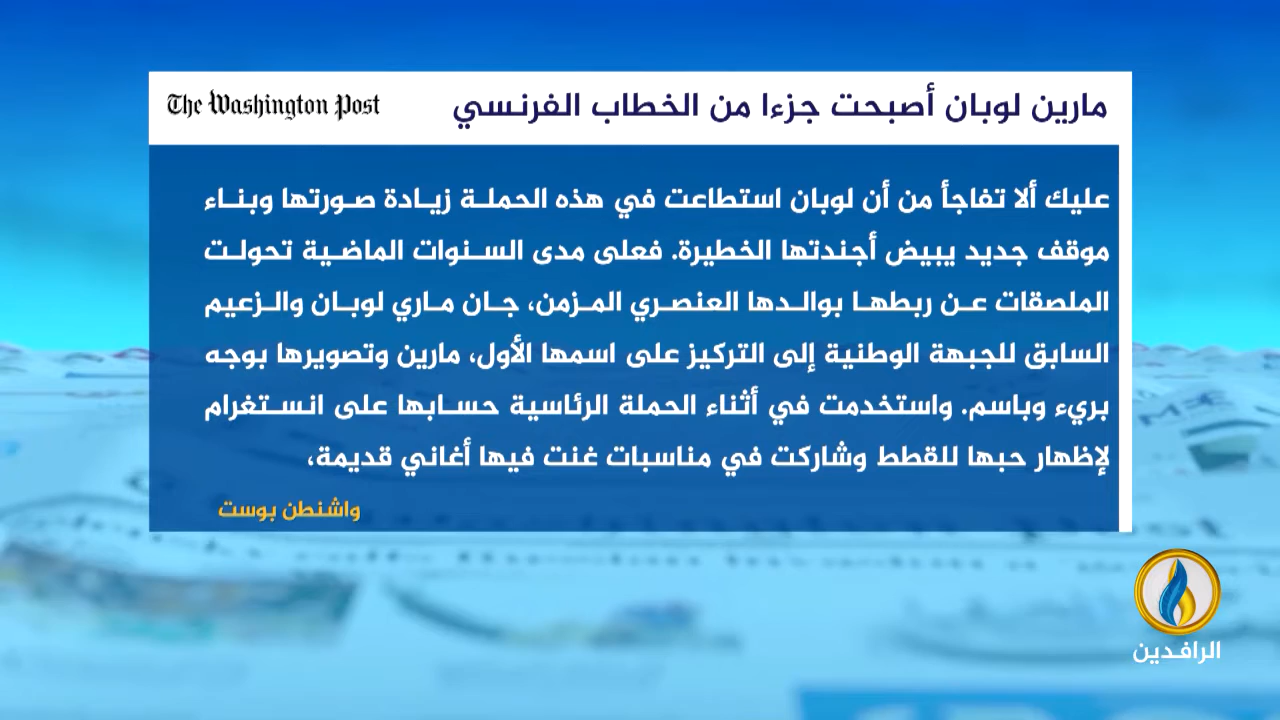 The Washington Post
مارين لوبان أصبحت جزءا من الخطاب الفرنسي
عليك ألا تفاجأ من أن لوبان استطاعت في هذه الحملة زيادة صورتها وبناء
موقف جديد يبيض أجندتها الخطيرة. فعلى مدى السنوات الماضية تحولت
الملصقات عن ربطها بوالدها العنصري المزمن، جان ماري لوبان والزعيم
السابق للجبهة الوطنية إلى التركيز على اسمها الأول، مارين وتصويرها بوجه
بريء وباسم. واستخدمت في أثناء الحملة الرئاسية حسابها على انستغرام
لإظهار حبها للقطط وشاركت في مناسبات غنت فيها أغاني قديمة،
واشنطن بوست
الرافدين